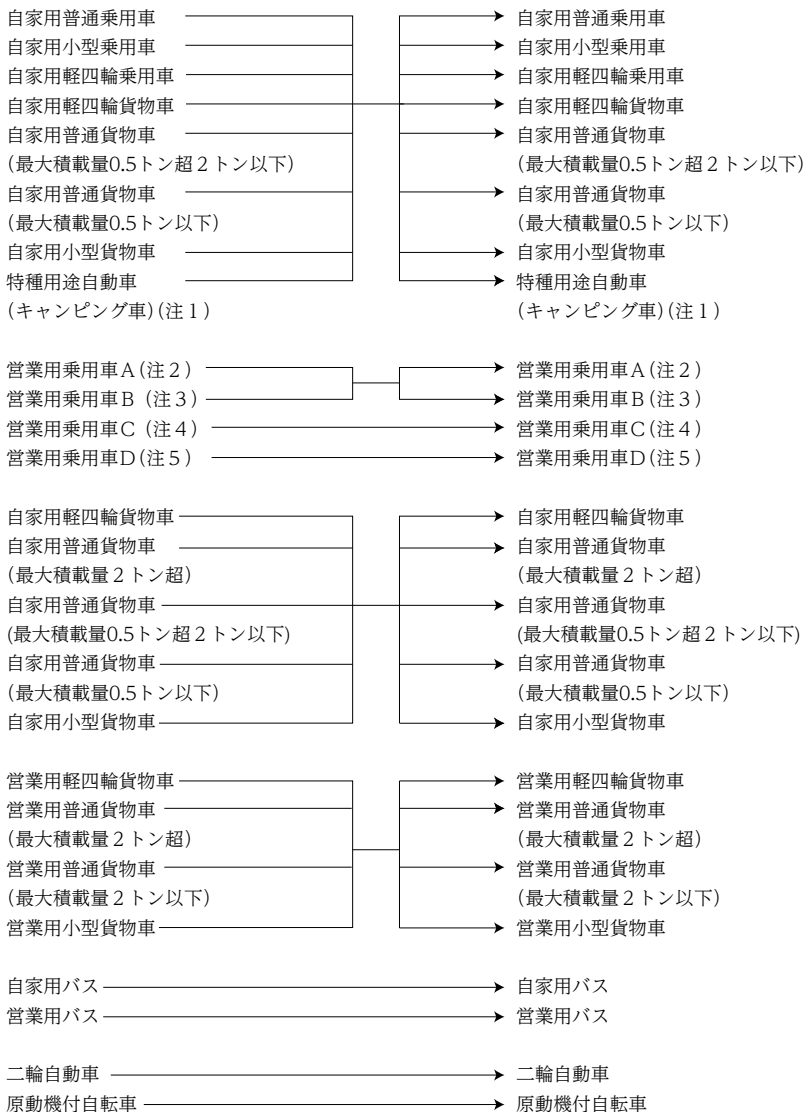 自家用普通乗用車 自家用普通乗用車
自家用小型乗用車 自家用小型乗用車
自家用軽四輪乗用車 自家用軽四輪乗用車
自家用軽四輪貨物車 自家用軽四輪貨物車
自家用普通貨物車 自家用普通貨物車
(最大積載量0.5トン超2トン以下) (最大積載量0.5トン超2トン以下)
自家用普通貨物車 自家用普通貨物車
(最大積載量0.5トン以下) (最大積載量0.5トン以下)
自家用小型貨物車 自家用小型貨物車
特種用途自動車 特種用途自動車
(キャンピング車)(注1) (キャンピング車)(注1)
営業用乗用車A(注2) 営業用乗用車A(注2)
営業用乗用車B(注3) 営業用乗用車B(注3)
営業用乗用車C(注4) 営業用乗用車C(注4)
営業用乗用車D(注5) 営業用乗用車D(注5)
自家用軽四輪貨物車 自家用軽四輪貨物車
自家用普通貨物車 自家用普通貨物車
(最大積載量2トン超) (最大積載量2トン超)
自家用普通貨物車 自家用普通貨物車
(最大積載量0.5トン超2トン以下) (最大積載量0.5トン超2トン以下)
自家用普通貨物車 自家用普通貨物車
(最大積載量0.5トン以下) (最大積載量0.5トン以下)
自家用小型貨物車 自家用小型貨物車
営業用軽四輪貨物車 営業用軽四輪貨物車
営業用普通貨物車 営業用普通貨物車
(最大積載量2トン超) (最大積載量2トン超)
営業用普通貨物車 営業用普通貨物車
(最大積載量2トン以下) (最大積載量2トン以下)
営業用小型貨物車 営業用小型貨物車
自家用バス 自家用バス
営業用バス 営業用バス
二輪自動車 二輪自動車
原動機付自転車 原動機付自転車